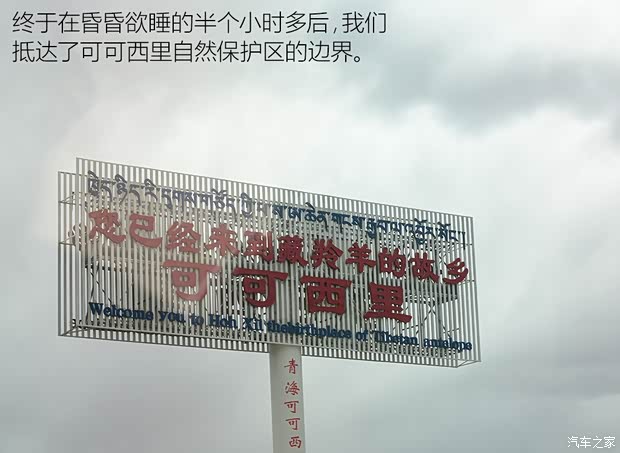 终于在昏昏欲睡的半个小时多后，我们
抵达了可可西里自然保护区的边界。
您已经来到藏羚羊的故乡
可可西里
Welcome you to Hoh Xil thebirthplace of Tibetan antelope
青海可可西
汽车之家